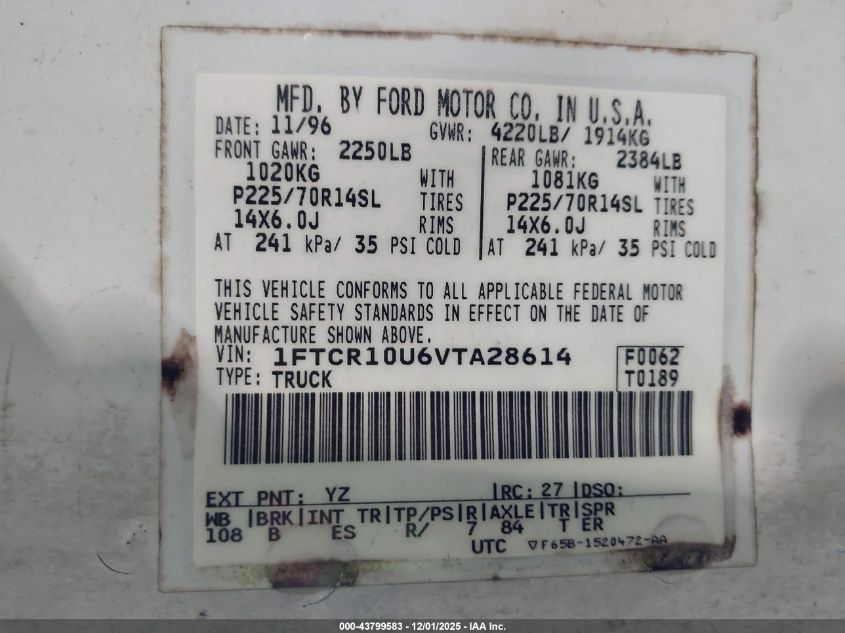 MFD. BY FORD MOTOR CO. IN U.S.A.
DATE: 11/96 GVWR: 4220LB/ 1914KG
FRONT GAWR: 2250LB REAR GAWR: 2384LB
1020KG WITH 1081KG WITH
P225/70R14SL TIRES P225/70R14SL TIRES
14X6.0J RIMS 14X6.0J RIMS
AT 241 kPa/ 35 PSI COLD AT 241 kPa/ 35 PSI COLD
THIS VEHICLE CONFORMS TO ALL APPLICABLE FEDERAL MOTOR
VEHICLE SAFETY STANDARDS IN EFFECT ON THE DATE OF
MANUFACTURE SHOWN ABOVE.
VIN: 1FTCR10U6VTA28614 F0062
TYPE: TRUCK T0189
EXT PNT: YZ RC: 27 DSO:
WB BRK INT TR TP/PS R AXLE TR SPR
108 B ES R/ 7 84 T ER
UTC ▽F65B-1520472-AA
000-43799583 - 12/01/2025 - IAA Inc.